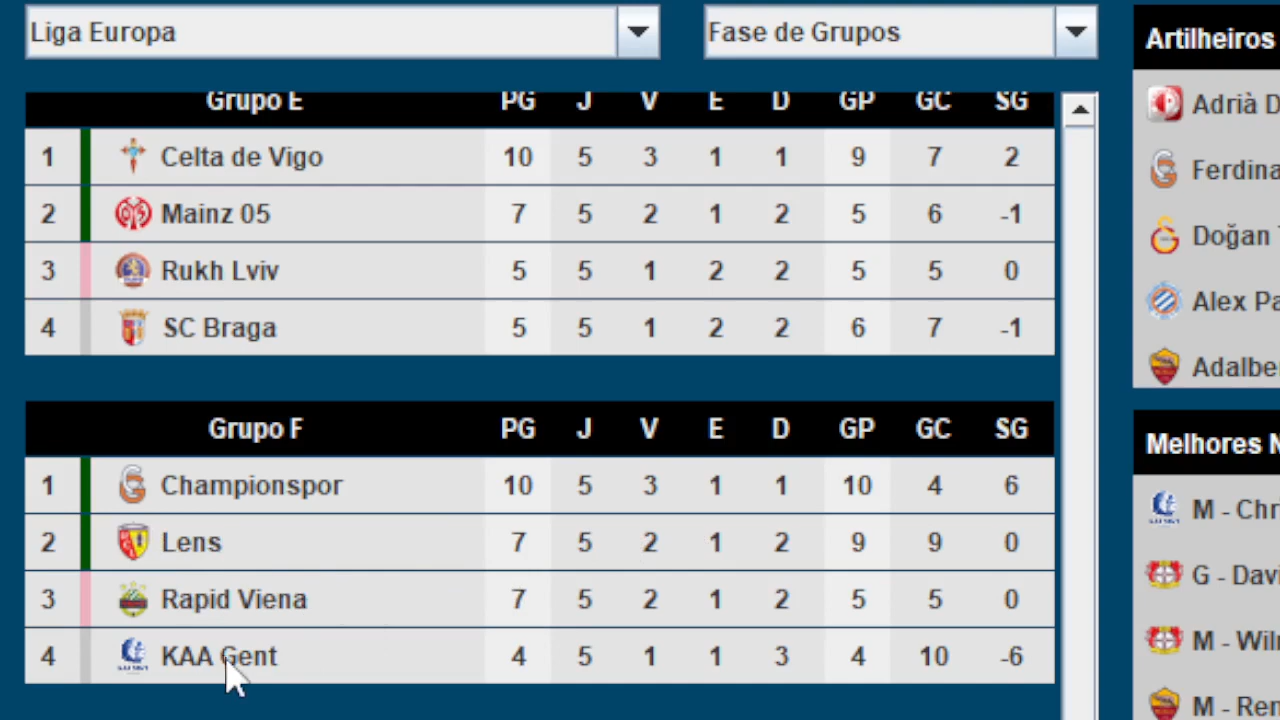 Liga Europa
Fase de Grupos
Grupo E PG J V E D GP GC SG
1 Celta de Vigo 10 5 3 1 1 9 7 2
2 Mainz 05 7 5 2 1 2 5 6 -1
3 Rukh Lviv 5 5 1 2 2 5 5 0
4 SC Braga 5 5 1 2 2 6 7 -1
Grupo F PG J V E D GP GC SG
1 Championspor 10 5 3 1 1 10 4 6
2 Lens 7 5 2 1 2 9 9 0
3 Rapid Viena 7 5 2 1 2 5 5 0
4 KAA Gent 4 5 1 1 3 4 10 -6
Artilheiros
Adrià D
Ferdina
Doğan
Alex Pa
Adalbe
Melhores N
M - Chr
G - Davi
M - Wil
M - Ren